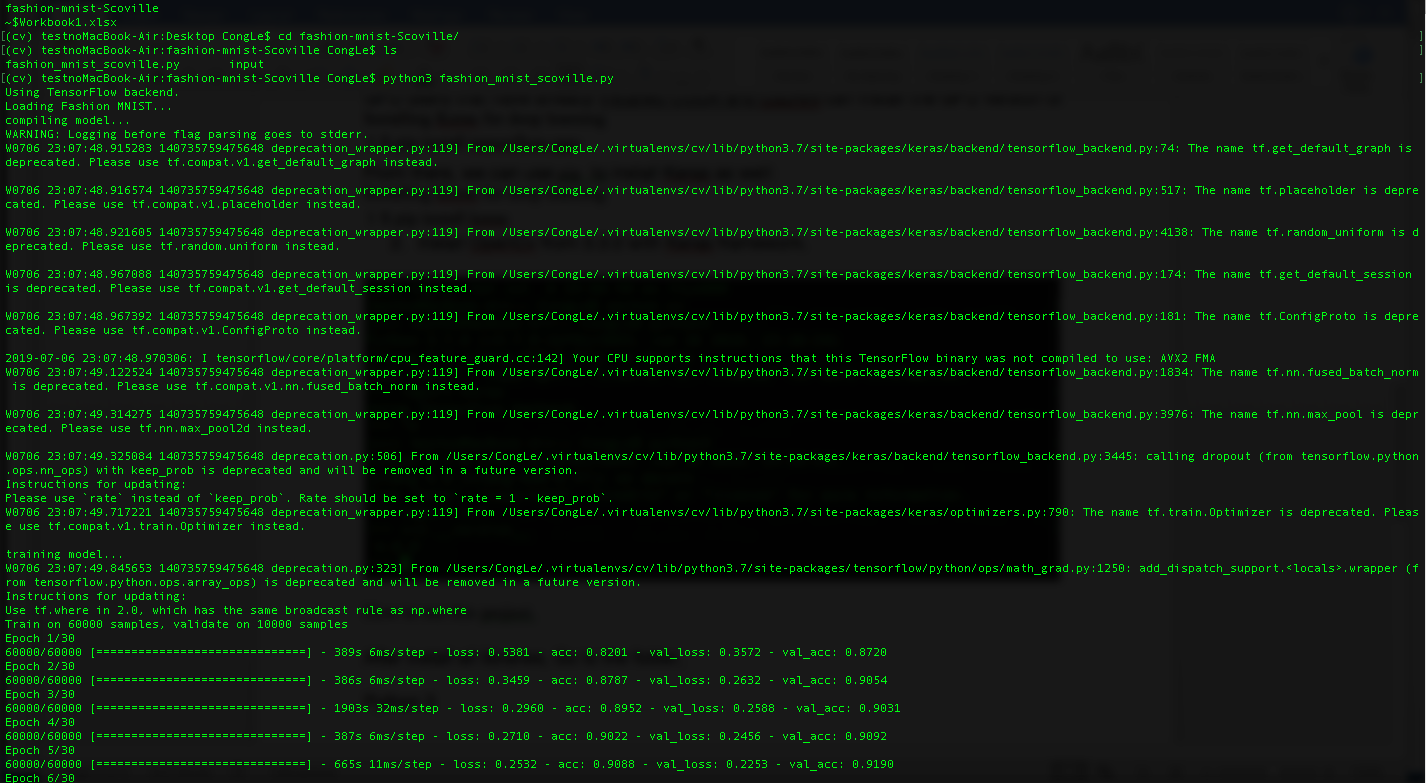 fashion-mnist-Scoville
~$Workbook1.xlsx
[(cv) testnoMacBook-Air:Desktop CongLe$ cd fashion-mnist-Scoville/ ]
[(cv) testnoMacBook-Air:fashion-mnist-Scoville CongLe$ ls ]
fashion_mnist_scoville.py       input
[(cv) testnoMacBook-Air:fashion-mnist-Scoville CongLe$ python3 fashion_mnist_scoville.py ]
Using TensorFlow backend.
Loading Fashion MNIST...
compiling model...
WARNING: Logging before flag parsing goes to stderr.
W0706 23:07:48.915283 140735759475648 deprecation_wrapper.py:119] From /Users/CongLe/.virtualenvs/cv/lib/python3.7/site-packages/keras/backend/tensorflow_backend.py:74: The name tf.get_default_graph is
deprecated. Please use tf.compat.v1.get_default_graph instead.
W0706 23:07:48.916574 140735759475648 deprecation_wrapper.py:119] From /Users/CongLe/.virtualenvs/cv/lib/python3.7/site-packages/keras/backend/tensorflow_backend.py:517: The name tf.placeholder is depre
cated. Please use tf.compat.v1.placeholder instead.
W0706 23:07:48.921605 140735759475648 deprecation_wrapper.py:119] From /Users/CongLe/.virtualenvs/cv/lib/python3.7/site-packages/keras/backend/tensorflow_backend.py:4138: The name tf.random_uniform is d
eprecated. Please use tf.random.uniform instead.
W0706 23:07:48.967088 140735759475648 deprecation_wrapper.py:119] From /Users/CongLe/.virtualenvs/cv/lib/python3.7/site-packages/keras/backend/tensorflow_backend.py:174: The name tf.get_default_session
is deprecated. Please use tf.compat.v1.get_default_session instead.
W0706 23:07:48.967392 140735759475648 deprecation_wrapper.py:119] From /Users/CongLe/.virtualenvs/cv/lib/python3.7/site-packages/keras/backend/tensorflow_backend.py:181: The name tf.ConfigProto is depre
cated. Please use tf.compat.v1.ConfigProto instead.
2019-07-06 23:07:48.970306: I tensorflow/core/platform/cpu_feature_guard.cc:142] Your CPU supports instructions that this TensorFlow binary was not compiled to use: AVX2 FMA
W0706 23:07:49.122524 140735759475648 deprecation_wrapper.py:119] From /Users/CongLe/.virtualenvs/cv/lib/python3.7/site-packages/keras/backend/tensorflow_backend.py:1834: The name tf.nn.fused_batch_norm
is deprecated. Please use tf.compat.v1.nn.fused_batch_norm instead.
W0706 23:07:49.314275 140735759475648 deprecation_wrapper.py:119] From /Users/CongLe/.virtualenvs/cv/lib/python3.7/site-packages/keras/backend/tensorflow_backend.py:3976: The name tf.nn.max_pool is depr
ecated. Please use tf.nn.max_pool2d instead.
W0706 23:07:49.325084 140735759475648 deprecation.py:506] From /Users/CongLe/.virtualenvs/cv/lib/python3.7/site-packages/keras/backend/tensorflow_backend.py:3445: calling dropout (from tensorflow.python
.ops.nn_ops) with keep_prob is deprecated and will be removed in a future version.
Instructions for updating:
Please use `rate` instead of `keep_prob`. Rate should be set to `rate = 1 - keep_prob`.
W0706 23:07:49.717221 140735759475648 deprecation_wrapper.py:119] From /Users/CongLe/.virtualenvs/cv/lib/python3.7/site-packages/keras/optimizers.py:790: The name tf.train.Optimizer is deprecated. Pleas
e use tf.compat.v1.train.Optimizer instead.
training model...
W0706 23:07:49.845653 140735759475648 deprecation.py:323] From /Users/CongLe/.virtualenvs/cv/lib/python3.7/site-packages/tensorflow/python/ops/math_grad.py:1250: add_dispatch_support.<locals>.wrapper (f
rom tensorflow.python.ops.array_ops) is deprecated and will be removed in a future version.
Instructions for updating:
Use tf.where in 2.0, which has the same broadcast rule as np.where
Train on 60000 samples, validate on 10000 samples
Epoch 1/30
60000/60000 [==============================] - 389s 6ms/step - loss: 0.5381 - acc: 0.8201 - val_loss: 0.3572 - val_acc: 0.8720
Epoch 2/30
60000/60000 [==============================] - 386s 6ms/step - loss: 0.3459 - acc: 0.8787 - val_loss: 0.2632 - val_acc: 0.9054
Epoch 3/30
60000/60000 [==============================] - 1903s 32ms/step - loss: 0.2960 - acc: 0.8952 - val_loss: 0.2588 - val_acc: 0.9031
Epoch 4/30
60000/60000 [==============================] - 387s 6ms/step - loss: 0.2710 - acc: 0.9022 - val_loss: 0.2456 - val_acc: 0.9092
Epoch 5/30
60000/60000 [==============================] - 665s 11ms/step - loss: 0.2532 - acc: 0.9088 - val_loss: 0.2253 - val_acc: 0.9190
Epoch 6/30